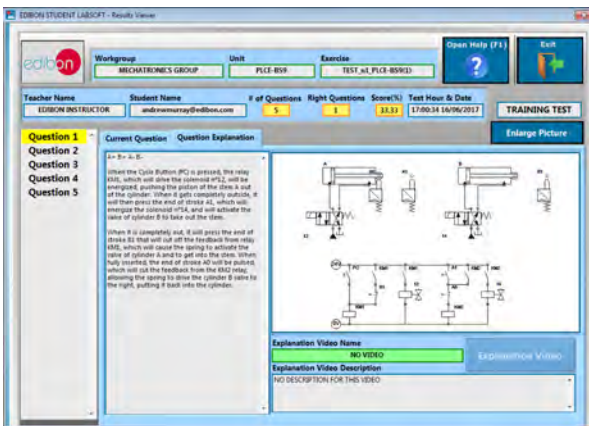 EDIBON STUDENT LABSOFT - Results Viewer
edibon
Workgroup Unit Exercise
MECHATRONICS GROUP PLCE-BS9 TEST_u1_PLCE-BS9(1)
Open Help (F1) Exit
Teacher Name Student Name # of Questions Right Questions Score(%) Test Hour & Date
EDIBON INSTRUCTOR andrewmurray@edibon.com 5 1 33.33 17:00:34 16/06/2017
TRAINING TEST
Question 1
Question 2
Question 3
Question 4
Question 5
Current Question Question Explanation
Enlarge Picture
A+ B+ A- B-
When the Cycle Button (PC) is pressed, the relay
KM1, which will drive the solenoid nº12, will be
energized, pushing the piston of the stem A out
of the cylinder. When it gets completely outside, it
will then press the end of stroke A1, which will
energize the solenoid nº14, and will activate the
valve of cylinder B to take out the stem.
When it is completely out, it will press the end of
stroke B1 that will cut off the feedback from relay
KM1, which will cause the spring to activate the
valve of cylinder A and to get into the stem. When
fully inserted, the end of stroke A0 will be pulsed,
which will cut the feedback from the KM2 relay,
allowing the spring to drive the cylinder B valve to
the right, putting it back into the cylinder.
A B
Explanation Video Name
NO VIDEO
Explanation Video
Explanation Video Description
NO DESCRIPTION FOR THIS VIDEO